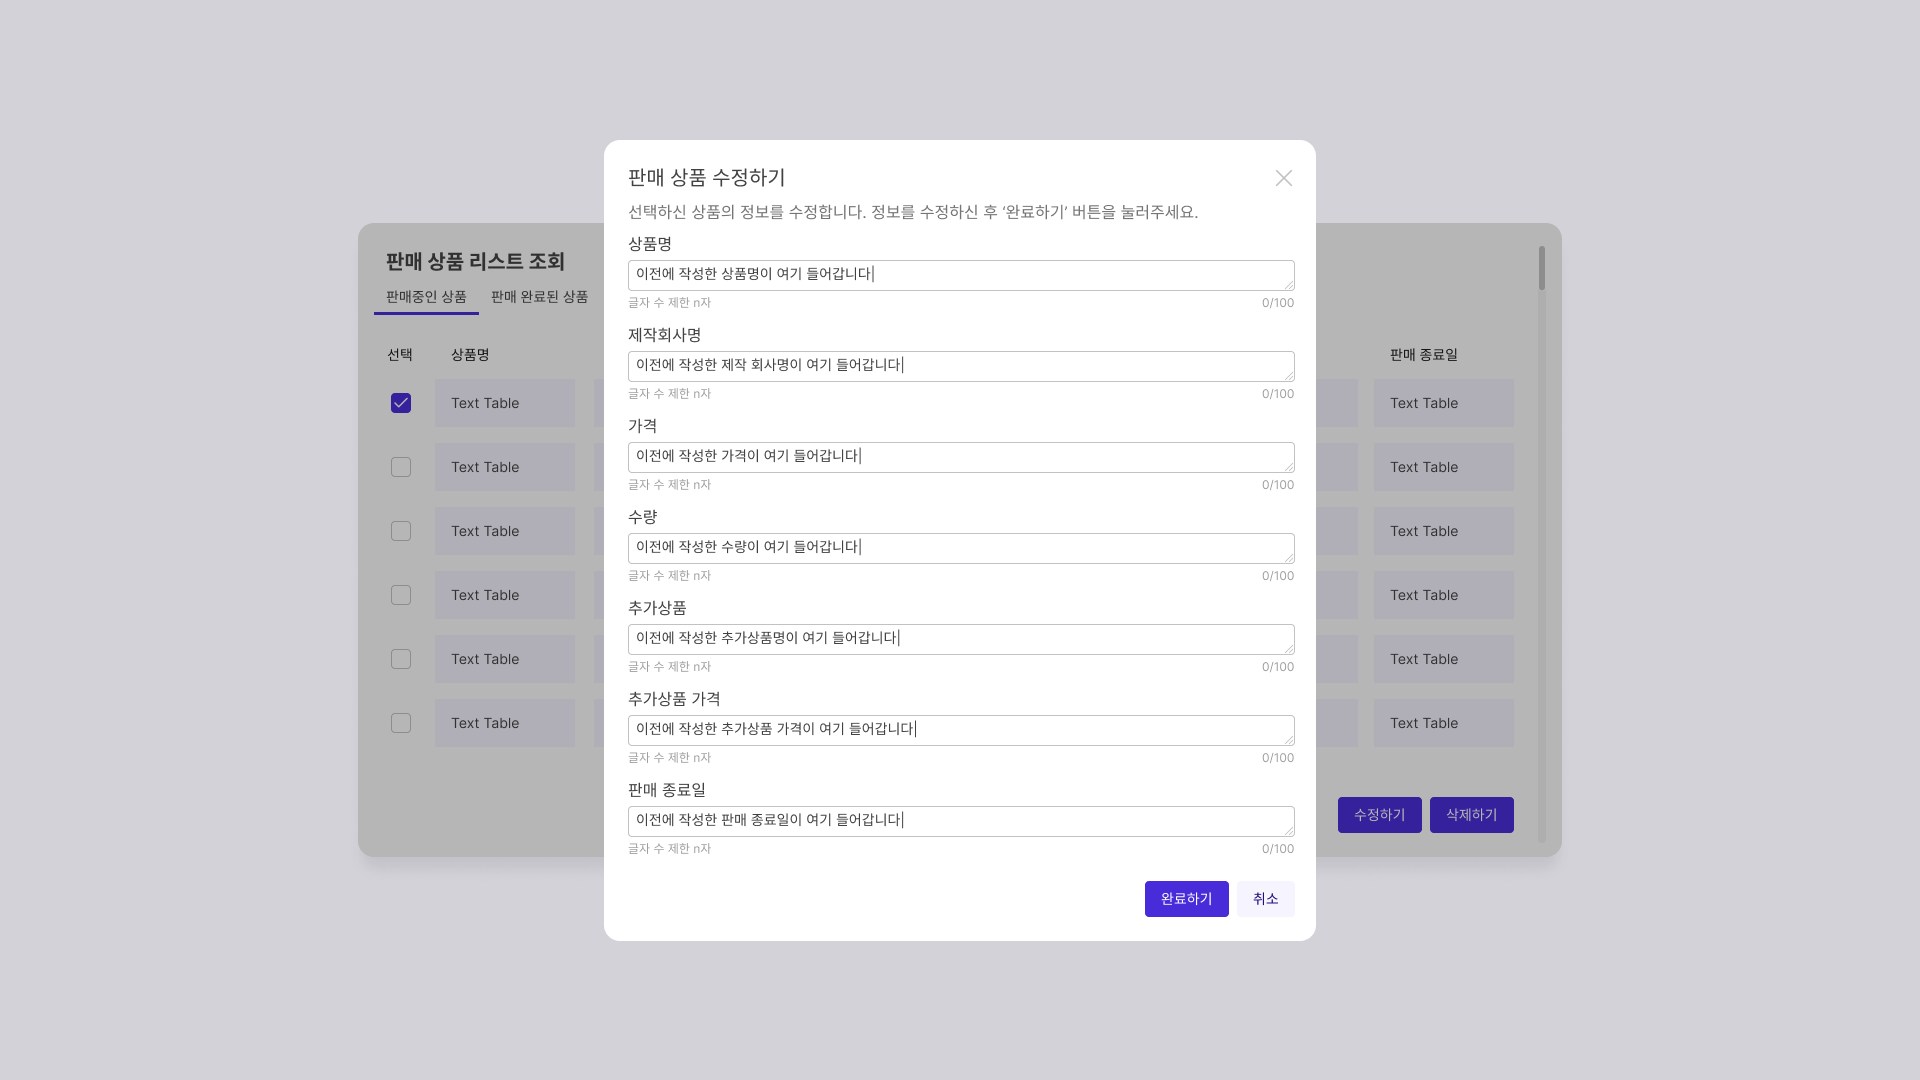 판매 상품 수정하기
선택하신 상품의 정보를 수정합니다. 정보를 수정하신 후 ‘완료하기‘ 버튼을 눌러주세요.
상품명
이전에 작성한 상품명이 여기 들어갑니다
글자 수 제한 n자 0/100
제작회사명
이전에 작성한 제작 회사명이 여기 들어갑니다
글자 수 제한 n자 0/100
가격
이전에 작성한 가격이 여기 들어갑니다
글자 수 제한 n자 0/100
수량
이전에 작성한 수량이 여기 들어갑니다
글자 수 제한 n자 0/100
추가상품
이전에 작성한 추가상품명이 여기 들어갑니다
글자 수 제한 n자 0/100
추가상품 가격
이전에 작성한 추가상품 가격이 여기 들어갑니다
글자 수 제한 n자 0/100
판매 종료일
이전에 작성한 판매 종료일이 여기 들어갑니다
글자 수 제한 n자 0/100
완료하기 취소
판매 상품 리스트 조회
판매중인 상품 판매 완료된 상품
선택 상품명 판매 종료일
Text Table Text Table
Text Table Text Table
Text Table Text Table
Text Table Text Table
Text Table Text Table
Text Table Text Table
수정하기 삭제하기